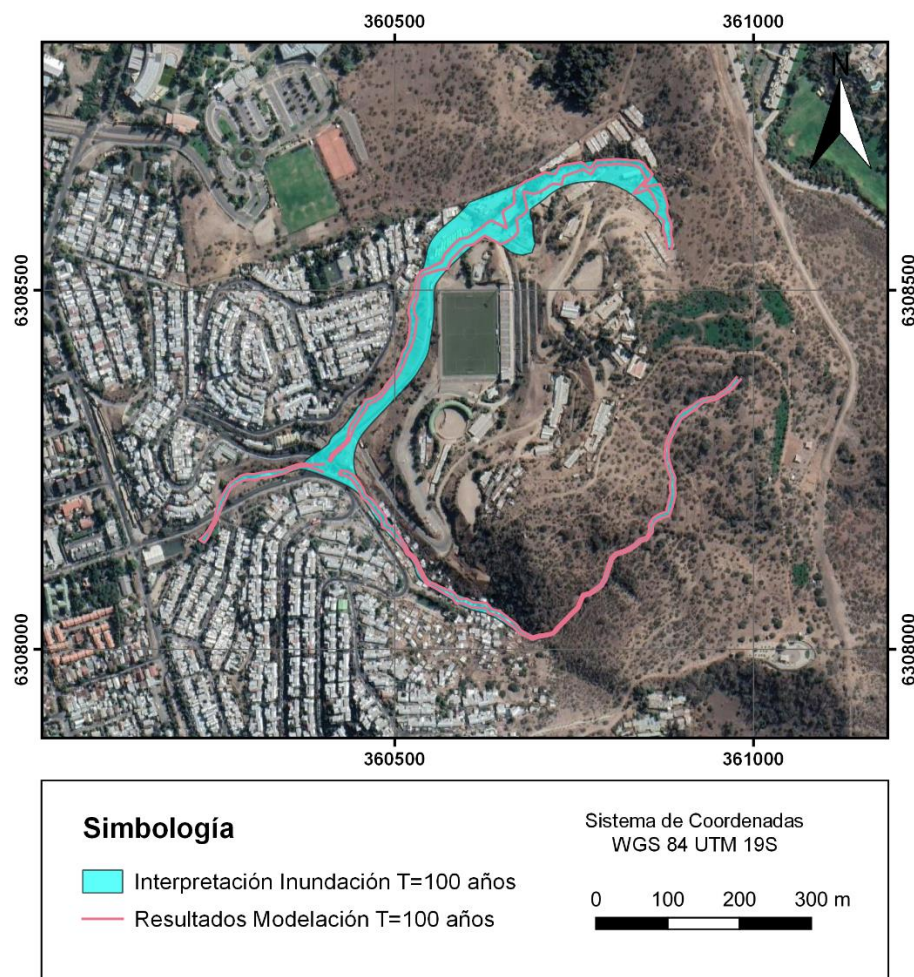 360500
361000
N
6308500
6308500
6308000
6308000
360500
361000
Simbología
Interpretación Inundación T=100 años
Resultados Modelación T=100 años
Sistema de Coordenadas
WGS 84 UTM 19S
0 100 200 300 m